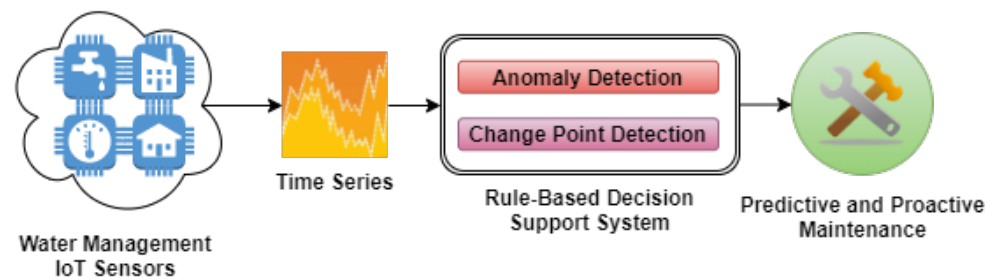 Anomaly Detection
Change Point Detection
Time Series
Rule-Based Decision
Support System
Predictive and Proactive
Maintenance
Water Management
IoT Sensors